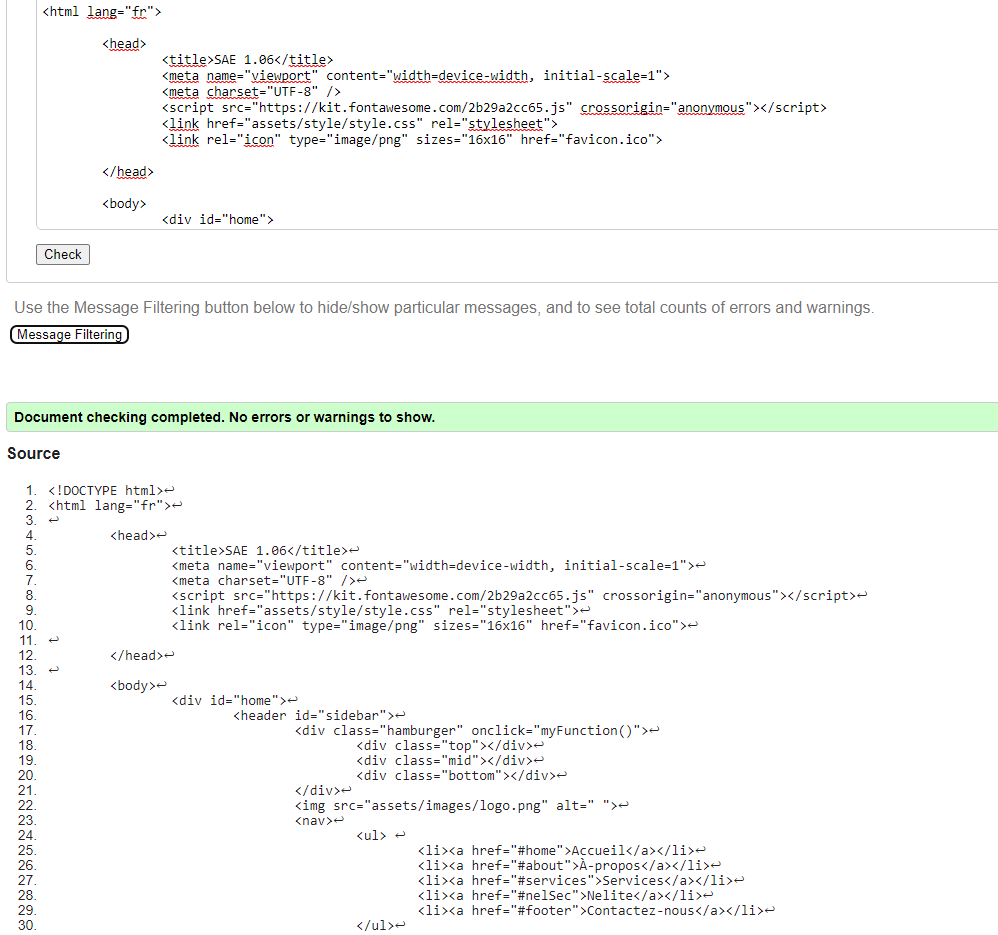 <html lang="fr">
<head>
<title>SAE 1.06</title>
<meta name="viewport" content="width=device-width, initial-scale=1">
<meta charset="UTF-8" />
<script src="https://kit.fontawesome.com/2b29a2cc65.js" crossorigin="anonymous"></script>
<link href="assets/style/style.css" rel="stylesheet">
<link rel="icon" type="image/png" sizes="16x16" href="favicon.ico">
</head>
<body>
<div id="home">
Check
Use the Message Filtering button below to hide/show particular messages, and to see total counts of errors and warnings.
Message Filtering
Document checking completed. No errors or warnings to show.
Source
1. <!DOCTYPE html>↩
2. <html lang="fr">↩
3. ↩
4. <head>↩
5. <title>SAE 1.06</title>↩
6. <meta name="viewport" content="width=device-width, initial-scale=1">↩
7. <meta charset="UTF-8" />↩
8. <script src="https://kit.fontawesome.com/2b29a2cc65.js" crossorigin="anonymous"></script>↩
9. <link href="assets/style/style.css" rel="stylesheet">↩
10. <link rel="icon" type="image/png" sizes="16x16" href="favicon.ico">↩
11. ↩
12. </head>↩
13. ↩
14. <body>↩
15. <div id="home">↩
16. <header id="sidebar">↩
17. <div class="hamburger" onclick="myFunction()">↩
18. <div class="top"></div>↩
19. <div class="mid"></div>↩
20. <div class="bottom"></div>↩
21. </div>↩
22. <img src="assets/images/logo.png" alt=" ">↩
23. <nav>↩
24. <ul> ↩
25. <li><a href="#home">Accueil</a></li>↩
26. <li><a href="#about">À-propos</a></li>↩
27. <li><a href="#services">Services</a></li>↩
28. <li><a href="#nelSec">Nelite</a></li>↩
29. <li><a href="#footer">Contactez-nous</a></li>↩
30. </ul>↩